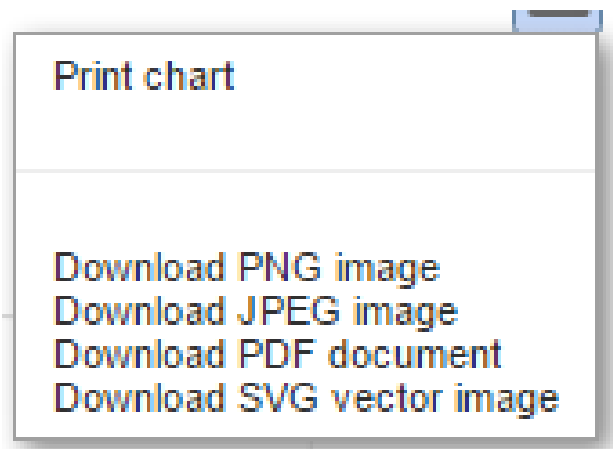 Print chart
Download PNG image
Download JPEG image
Download PDF document
Download SVG vector image